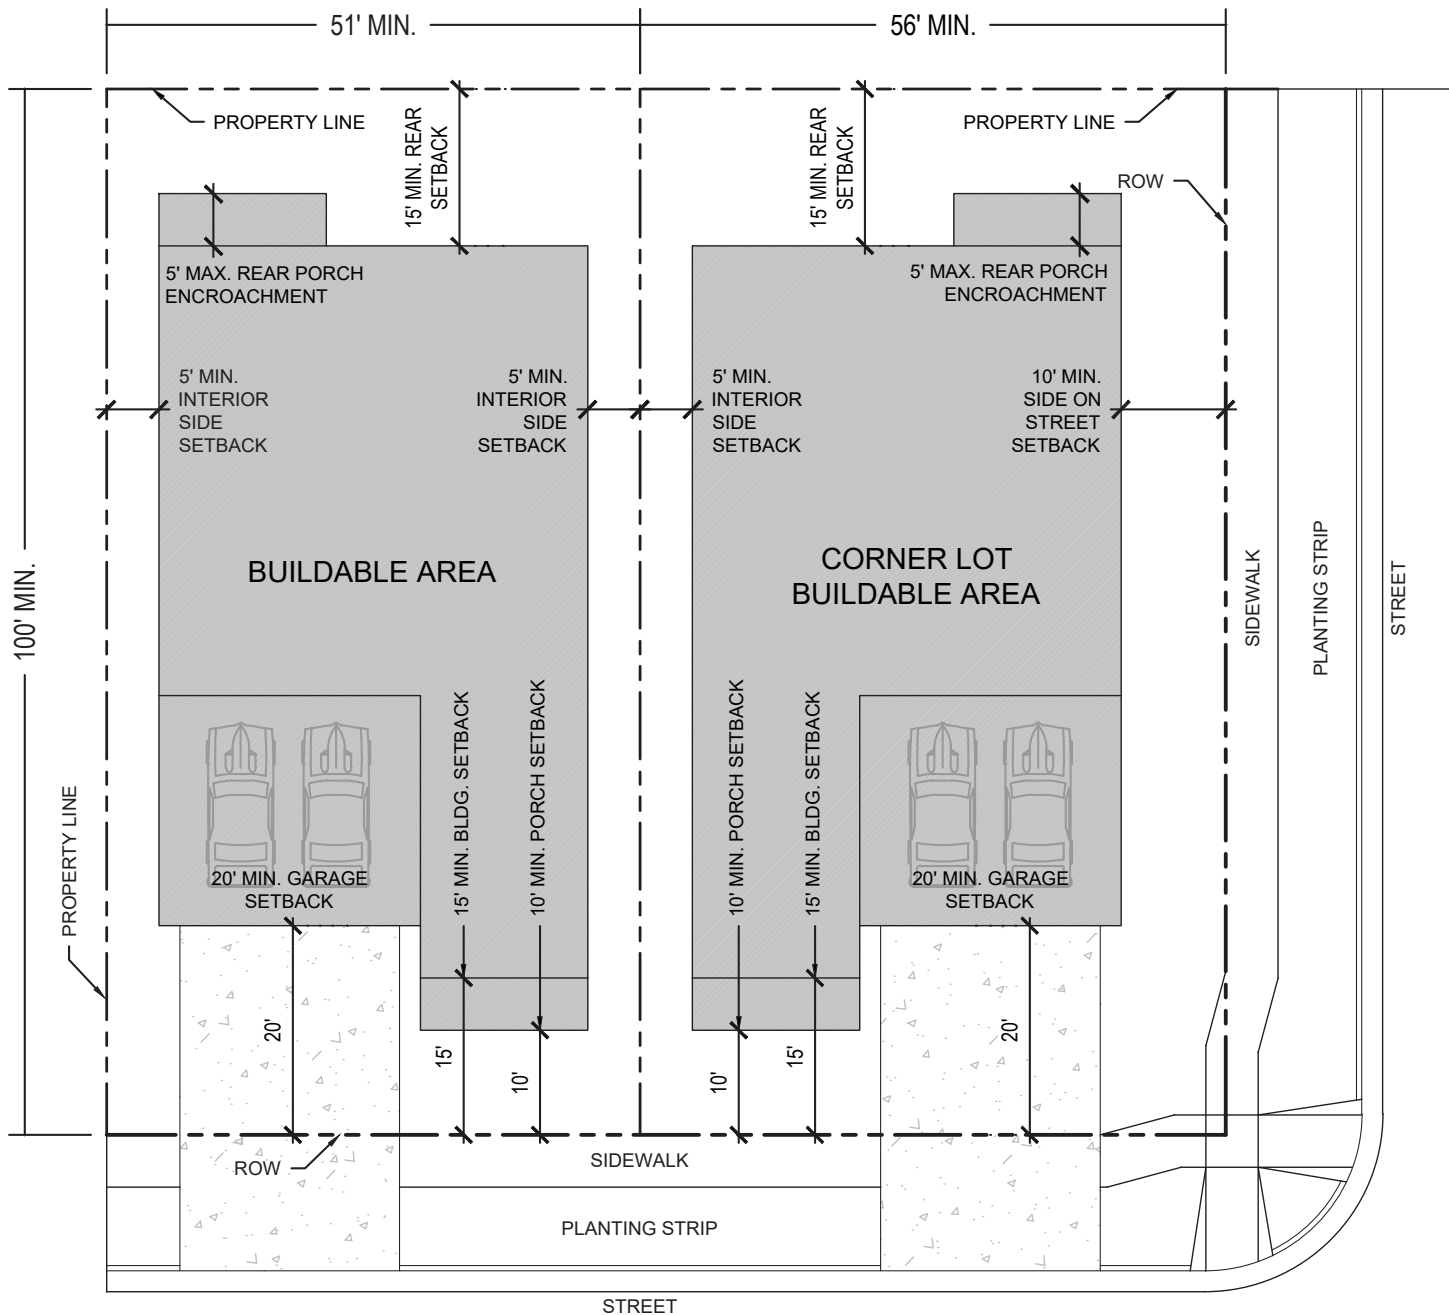 51' MIN.
56' MIN.
PROPERTY LINE
15' MIN. REAR
SETBACK
15' MIN. REAR
SETBACK
PROPERTY LINE
ROW
5' MAX. REAR PORCH
ENCROACHMENT
5' MAX. REAR PORCH
ENCROACHMENT
5' MIN.
INTERIOR
SIDE
SETBACK
5' MIN.
INTERIOR
SIDE
SETBACK
5' MIN.
INTERIOR
SIDE
SETBACK
10' MIN.
SIDE ON
STREET
SETBACK
100' MIN.
BUILDABLE AREA
CORNER LOT
BUILDABLE AREA
SIDEWALK
PLANTING STRIP
STREET
PROPERTY LINE
20' MIN. GARAGE
SETBACK
15' MIN. BLDG. SETBACK
10' MIN. PORCH SETBACK
10' MIN. PORCH SETBACK
15' MIN. BLDG. SETBACK
20' MIN. GARAGE
SETBACK
20'
15'
10'
10'
15'
20'
ROW
SIDEWALK
PLANTING STRIP
STREET